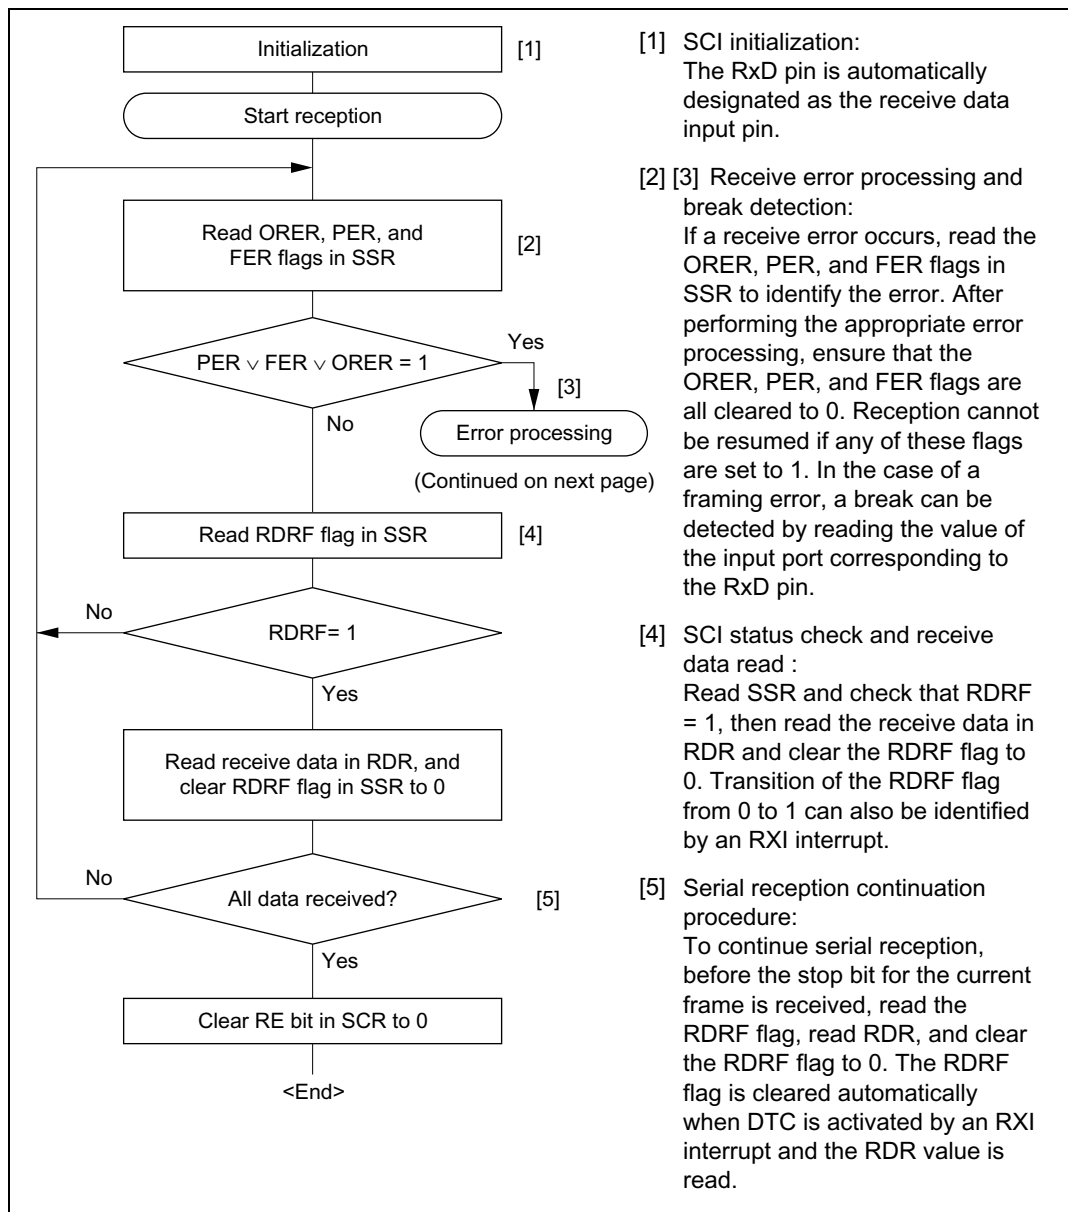 Initialization
[1]
Start reception
Read ORER, PER, and
FER flags in SSR
[2]
PER ∨ FER ∨ ORER = 1
Yes
[3]
No
Error processing
(Continued on next page)
Read RDRF flag in SSR
[4]
No
RDRF= 1
Yes
Read receive data in RDR, and
clear RDRF flag in SSR to 0
No
All data received?
[5]
Yes
Clear RE bit in SCR to 0
<End>
[1] SCI initialization:
The RxD pin is automatically
designated as the receive data
input pin.
[2] [3] Receive error processing and
break detection:
If a receive error occurs, read the
ORER, PER, and FER flags in
SSR to identify the error. After
performing the appropriate error
processing, ensure that the
ORER, PER, and FER flags are
all cleared to 0. Reception cannot
be resumed if any of these flags
are set to 1. In the case of a
framing error, a break can be
detected by reading the value of
the input port corresponding to
the RxD pin.
[4] SCI status check and receive
data read :
Read SSR and check that RDRF
= 1, then read the receive data in
RDR and clear the RDRF flag to
0. Transition of the RDRF flag
from 0 to 1 can also be identified
by an RXI interrupt.
[5] Serial reception continuation
procedure:
To continue serial reception,
before the stop bit for the current
frame is received, read the
RDRF flag, read RDR, and clear
the RDRF flag to 0. The RDRF
flag is cleared automatically
when DTC is activated by an RXI
interrupt and the RDR value is
read.